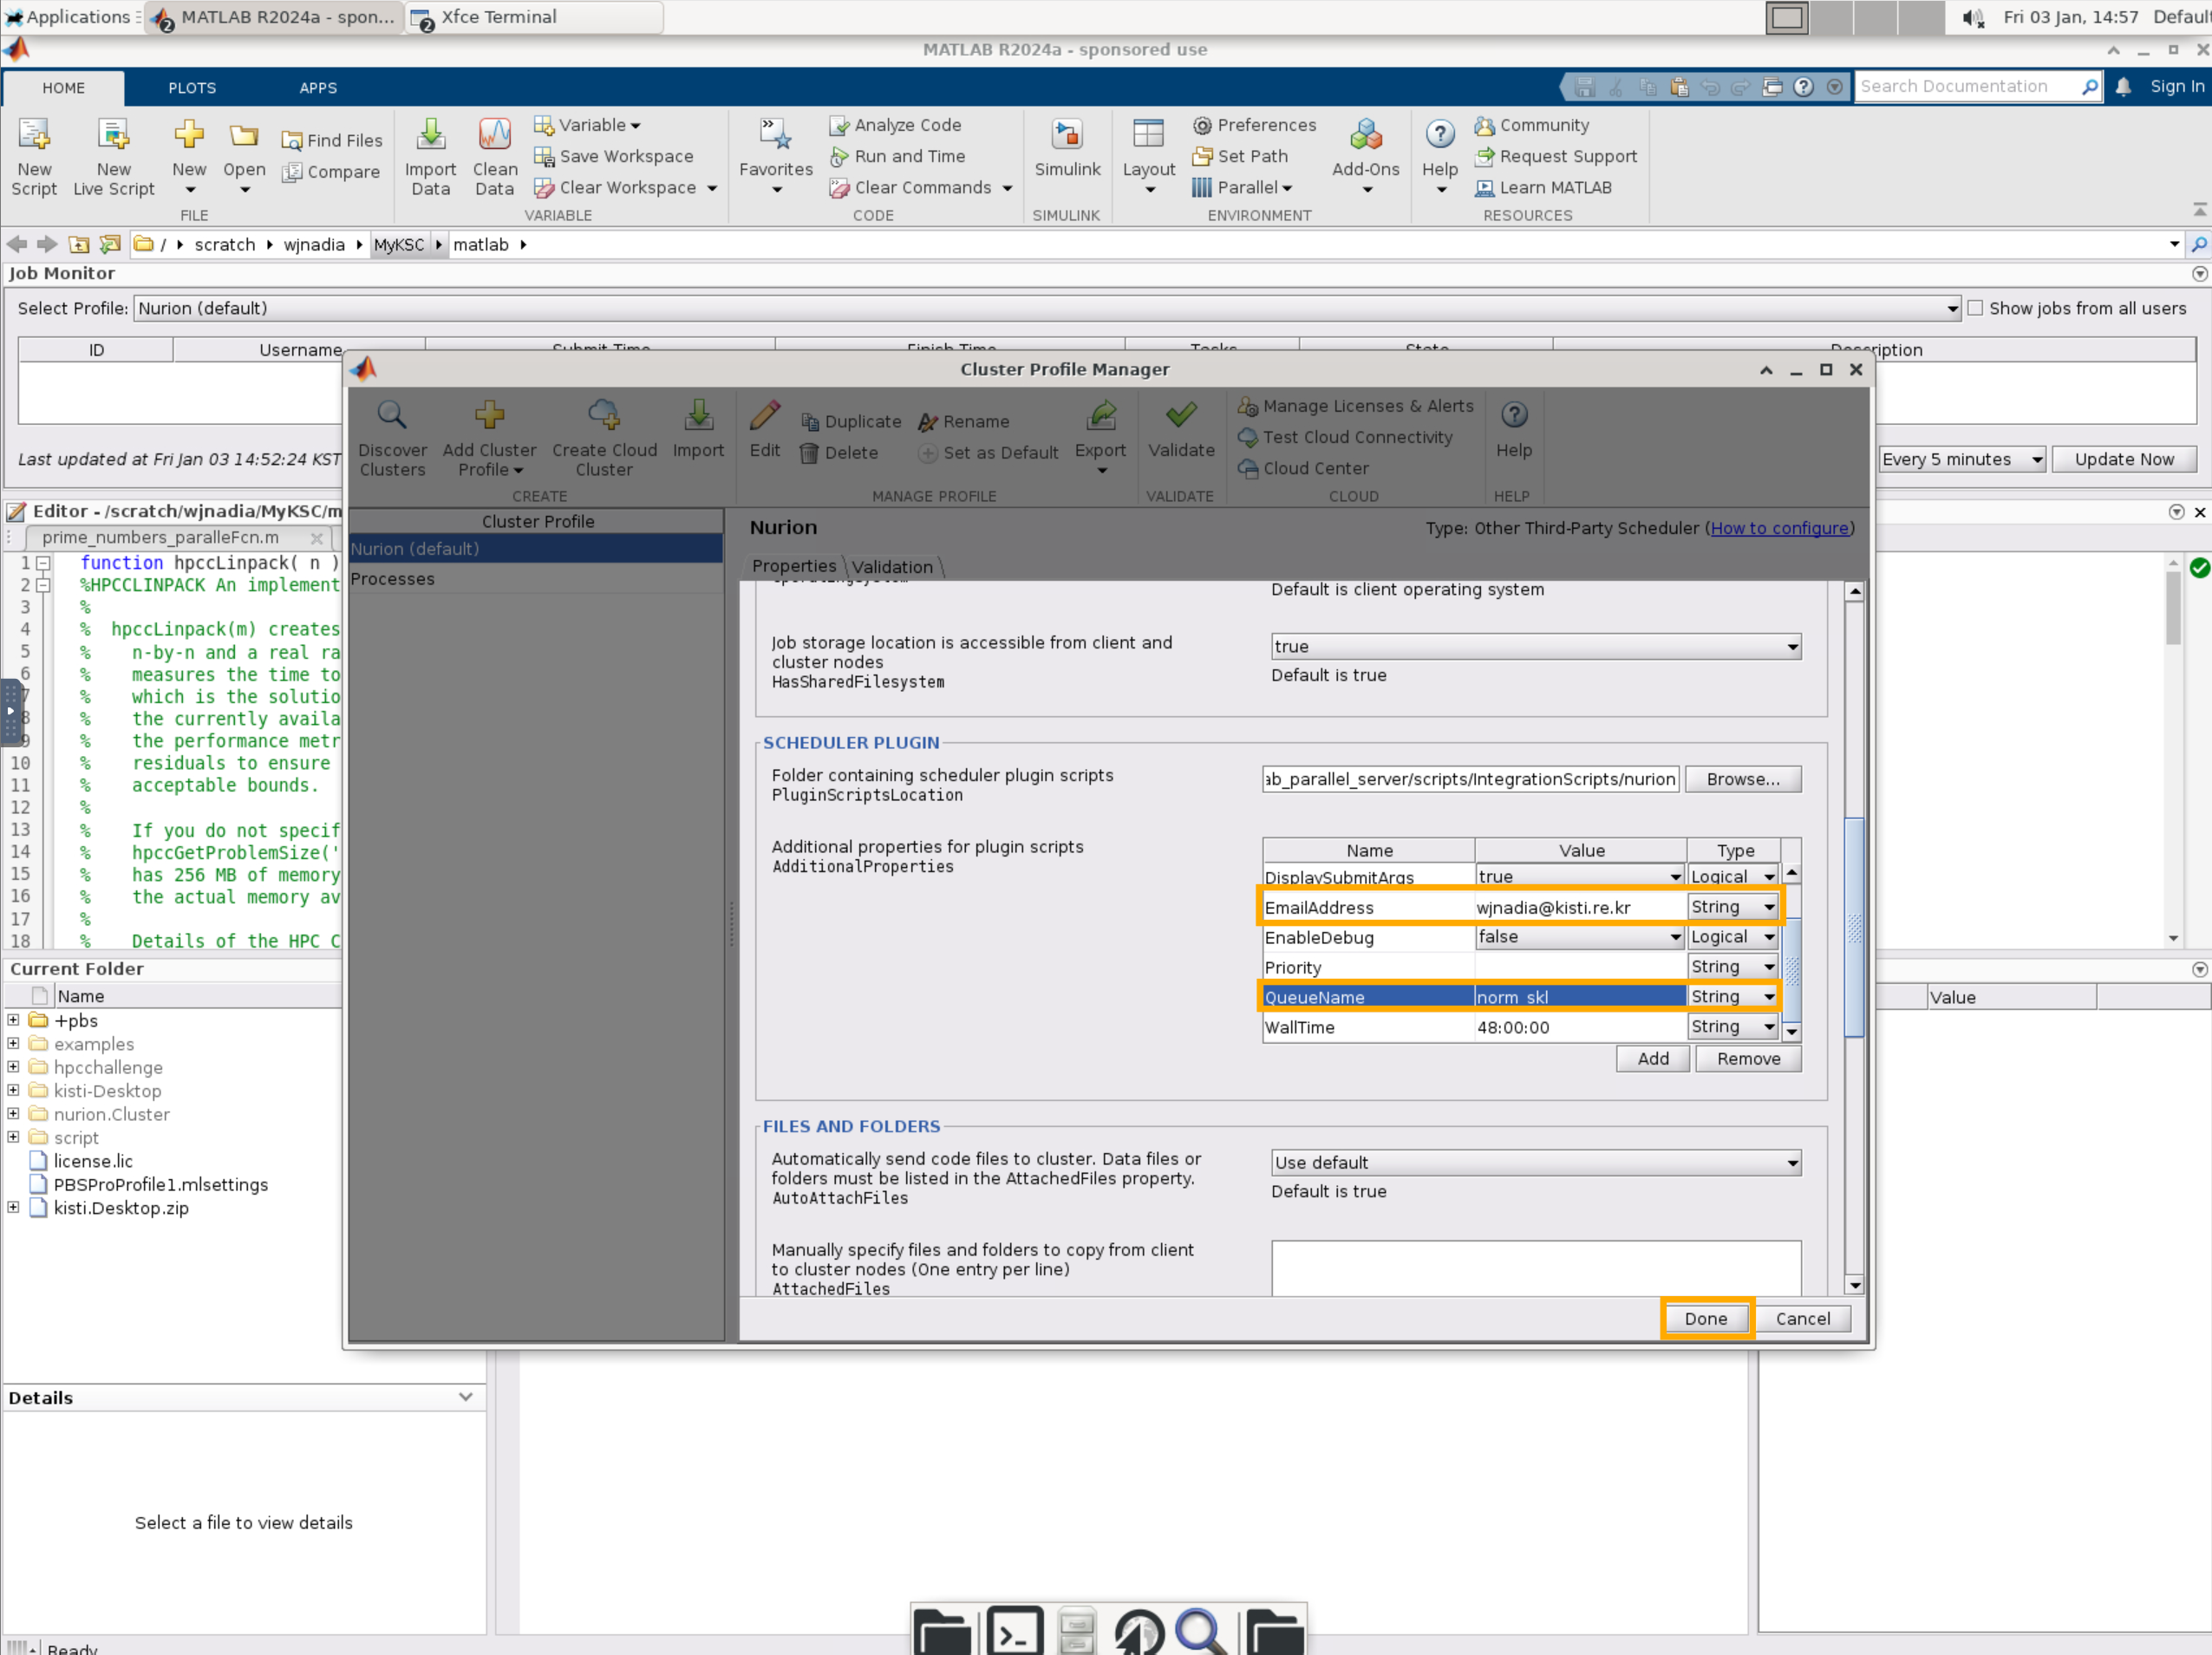 Applications
MATLAB R2024a - spon...
Xfce Terminal
Fri 03 Jan, 14:57 Default
MATLAB R2024a - sponsored use
HOME PLOTS APPS
Search Documentation
Sign In
New Script
New Live Script
New
Open
Find Files
Compare
FILE
Import Data
Clean Data
Variable
Save Workspace
Clear Workspace
VARIABLE
Favorites
Analyze Code
Run and Time
Clear Commands
CODE
Simulink
SIMULINK
Layout
Preferences
Set Path
Parallel
Add-Ons
ENVIRONMENT
Help
Community
Request Support
Learn MATLAB
RESOURCES
/ scratch wjnadia MyKSC matlab
Job Monitor
Select Profile: Nurion (default)
Show jobs from all users
ID Username Submit Time Finish Time Tasks State Description
Last updated at Fri Jan 03 14:52:24 KST
Every 5 minutes
Update Now
Cluster Profile Manager
Discover Clusters
Add Cluster Profile
Create Cloud Cluster
Import
CREATE
Edit
Duplicate
Delete
Rename
Set as Default
Export
MANAGE PROFILE
Validate
VALIDATE
Manage Licenses & Alerts
Test Cloud Connectivity
Cloud Center
CLOUD
Help
HELP
Cluster Profile
Nurion (default)
Processes
Nurion
Type: Other Third-Party Scheduler (How to configure)
Properties Validation
OperatingSystem
Default is client operating system
Job storage location is accessible from client and
cluster nodes
HasSharedFilesystem
true
Default is true
SCHEDULER PLUGIN
Folder containing scheduler plugin scripts
PluginScriptsLocation
ab_parallel_server/scripts/IntegrationScripts/nurion
Browse...
Additional properties for plugin scripts
AdditionalProperties
Name Value Type
DisplaySubmitArgs true Logical
EmailAddress wjnadia@kisti.re.kr String
EnableDebug false Logical
Priority String
QueueName norm_skl String
WallTime 48:00:00 String
Add Remove
FILES AND FOLDERS
Automatically send code files to cluster. Data files or
folders must be listed in the AttachedFiles property.
AutoAttachFiles
Use default
Default is true
Manually specify files and folders to copy from client
to cluster nodes (One entry per line)
AttachedFiles
Done Cancel
Editor - /scratch/wjnadia/MyKSC/m
prime_numbers_paralleFcn.m
1 function hpccLinpack( n )
2 %HPCCLINPACK An implement
3 %
4 % hpccLinpack(m) creates
5 % n-by-n and a real ra
6 % measures the time to
7 % which is the solutio
8 % the currently availa
9 % the performance metr
10 % residuals to ensure
11 % acceptable bounds.
12 %
13 % If you do not specif
14 % hpccGetProblemSize('
15 % has 256 MB of memory
16 % the actual memory av
17 %
18 % Details of the HPC C
Current Folder
Name
+pbs
examples
hpcchallenge
kisti-Desktop
nurion.Cluster
script
license.lic
PBSProProfile1.mlsettings
kisti.Desktop.zip
Value
Details
Select a file to view details
Ready